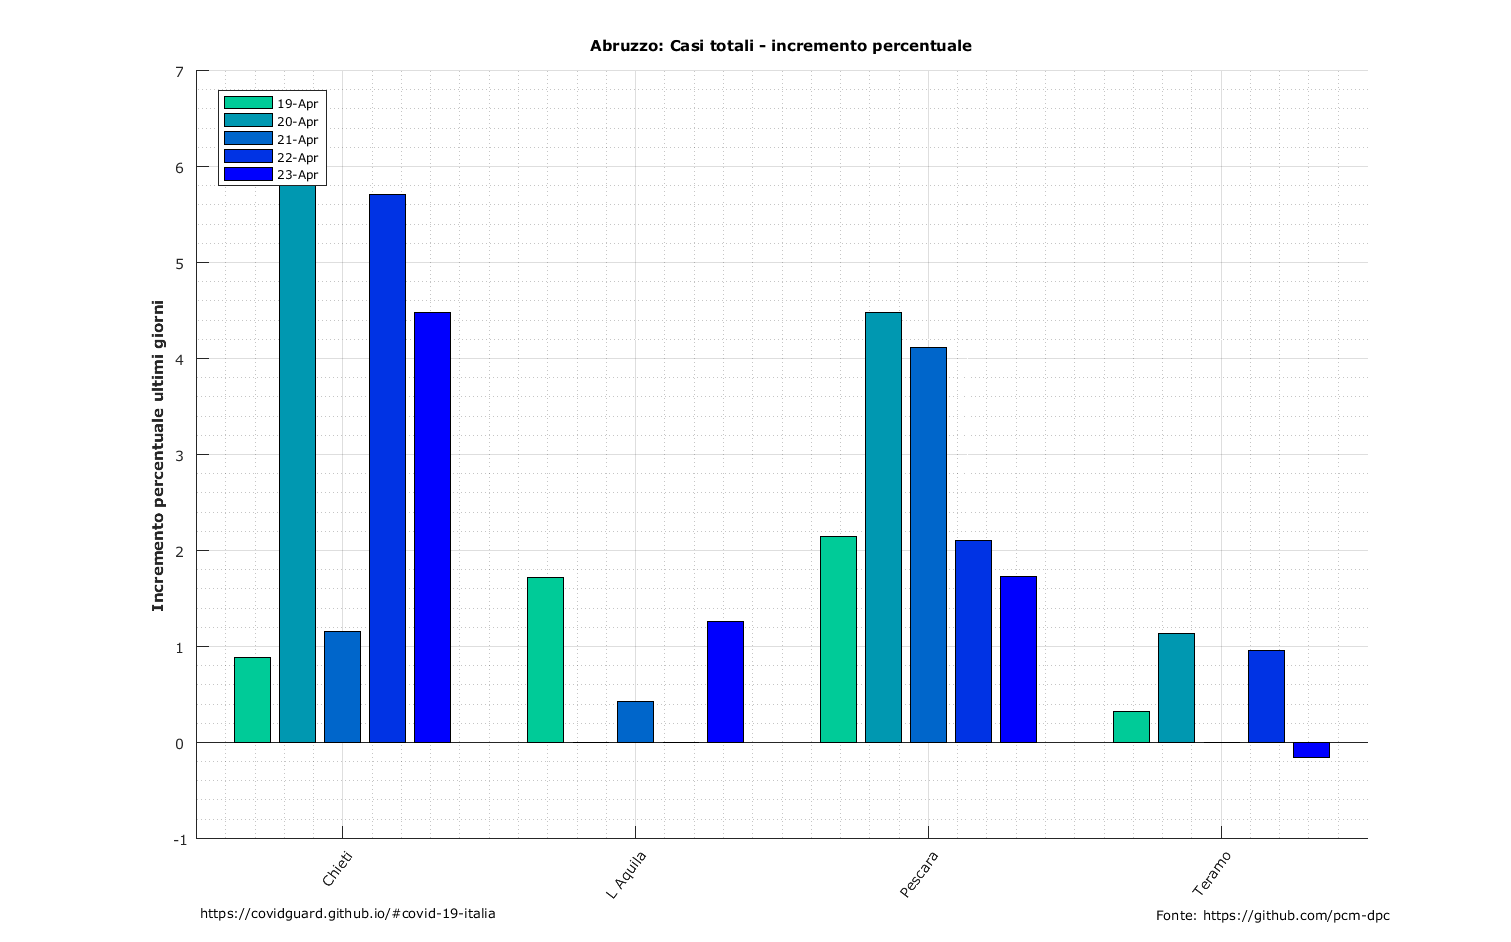 Abruzzo: Casi totali - incremento percentuale
7
6
5
4
3
2
1
0
-1
Incremento percentuale ultimi giorni
19-Apr
20-Apr
21-Apr
22-Apr
23-Apr
Chieti
L Aquila
Pescara
Teramo
https://covidguard.github.io/#covid-19-italia
Fonte: https://github.com/pcm-dpc